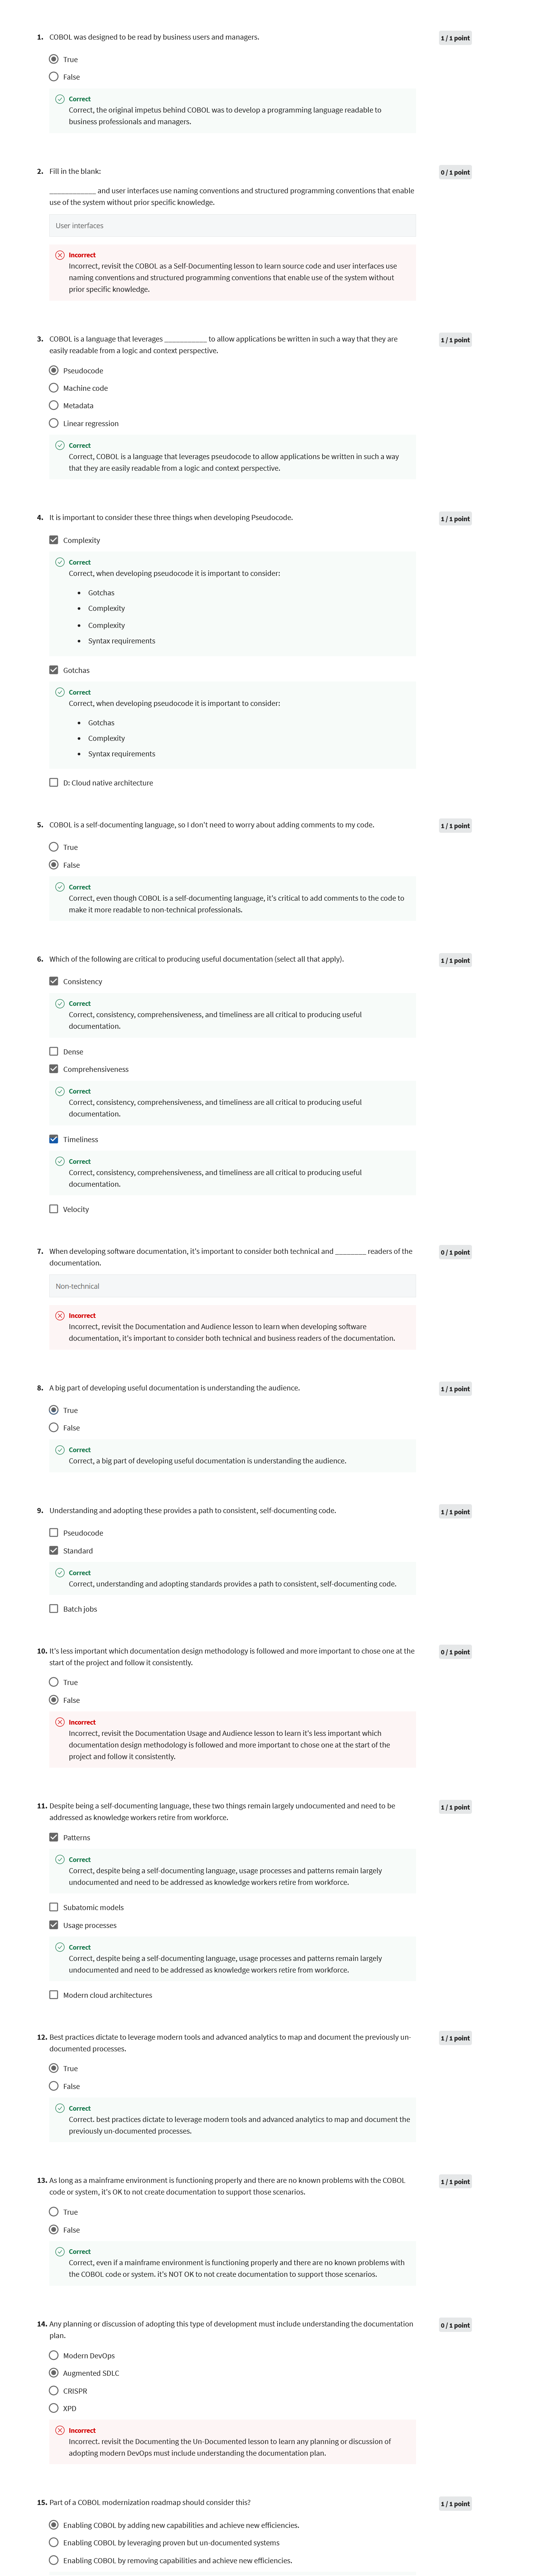 1. COBOL was designed to be read by business users and managers.
1 / 1 point
True
False
Correct
Correct, the original impetus behind COBOL was to develop a programming language readable to
business professionals and managers.
2. Fill in the blank:
0 / 1 point
____________ and user interfaces use naming conventions and structured programming conventions that enable
use of the system without prior specific knowledge.
User interfaces
Incorrect
Incorrect, revisit the COBOL as a Self-Documenting lesson to learn source code and user interfaces use
naming conventions and structured programming conventions that enable use of the system without
prior specific knowledge.
3. COBOL is a language that leverages ___________ to allow applications be written in such a way that they are
easily readable from a logic and context perspective.
1 / 1 point
Pseudocode
Machine code
Metadata
Linear regression
Correct
Correct, COBOL is a language that leverages pseudocode to allow applications be written in such a way
that they are easily readable from a logic and context perspective.
4. It is important to consider these three things when developing Pseudocode.
1 / 1 point
Complexity
Correct
Correct, when developing pseudocode it is important to consider:
• Gotchas
• Complexity
• Complexity
• Syntax requirements
Gotchas
Correct
Correct, when developing pseudocode it is important to consider:
• Gotchas
• Complexity
• Syntax requirements
D: Cloud native architecture
5. COBOL is a self-documenting language, so I don't need to worry about adding comments to my code.
1 / 1 point
True
False
Correct
Correct, even though COBOL is a self-documenting language, it's critical to add comments to the code to
make it more readable to non-technical professionals.
6. Which of the following are critical to producing useful documentation (select all that apply).
1 / 1 point
Consistency
Correct
Correct, consistency, comprehensiveness, and timeliness are all critical to producing useful
documentation.
Dense
Comprehensiveness
Correct
Correct, consistency, comprehensiveness, and timeliness are all critical to producing useful
documentation.
Timeliness
Correct
Correct, consistency, comprehensiveness, and timeliness are all critical to producing useful
documentation.
Velocity
7. When developing software documentation, it's important to consider both technical and ________ readers of the
documentation.
0 / 1 point
Non-technical
Incorrect
Incorrect, revisit the Documentation and Audience lesson to learn when developing software
documentation, it's important to consider both technical and business readers of the documentation.
8. A big part of developing useful documentation is understanding the audience.
1 / 1 point
True
False
Correct
Correct, a big part of developing useful documentation is understanding the audience.
9. Understanding and adopting these provides a path to consistent, self-documenting code.
1 / 1 point
Pseudocode
Standard
Correct
Correct, understanding and adopting standards provides a path to consistent, self-documenting code.
Batch jobs
10. It's less important which documentation design methodology is followed and more important to chose one at the
start of the project and follow it consistently.
0 / 1 point
True
False
Incorrect
Incorrect, revisit the Documentation Usage and Audience lesson to learn it's less important which
documentation design methodology is followed and more important to chose one at the start of the
project and follow it consistently.
11. Despite being a self-documenting language, these two things remain largely undocumented and need to be
addressed as knowledge workers retire from workforce.
1 / 1 point
Patterns
Correct
Correct, despite being a self-documenting language, usage processes and patterns remain largely
undocumented and need to be addressed as knowledge workers retire from workforce.
Subatomic models
Usage processes
Correct
Correct, despite being a self-documenting language, usage processes and patterns remain largely
undocumented and need to be addressed as knowledge workers retire from workforce.
Modern cloud architectures
12. Best practices dictate to leverage modern tools and advanced analytics to map and document the previously un-
documented processes.
1 / 1 point
True
False
Correct
Correct. best practices dictate to leverage modern tools and advanced analytics to map and document the
previously un-documented processes.
13. As long as a mainframe environment is functioning properly and there are no known problems with the COBOL
code or system, it's OK to not create documentation to support those scenarios.
1 / 1 point
True
False
Correct
Correct, even if a mainframe environment is functioning properly and there are no known problems with
the COBOL code or system. it's NOT OK to not create documentation to support those scenarios.
14. Any planning or discussion of adopting this type of development must include understanding the documentation
plan.
0 / 1 point
Modern DevOps
Augmented SDLC
CRISPR
XPD
Incorrect
Incorrect. revisit the Documenting the Un-Documented lesson to learn any planning or discussion of
adopting modern DevOps must include understanding the documentation plan.
15. Part of a COBOL modernization roadmap should consider this?
1 / 1 point
Enabling COBOL by adding new capabilities and achieve new efficiencies.
Enabling COBOL by leveraging proven but un-documented systems
Enabling COBOL by removing capabilities and achieve new efficiencies.